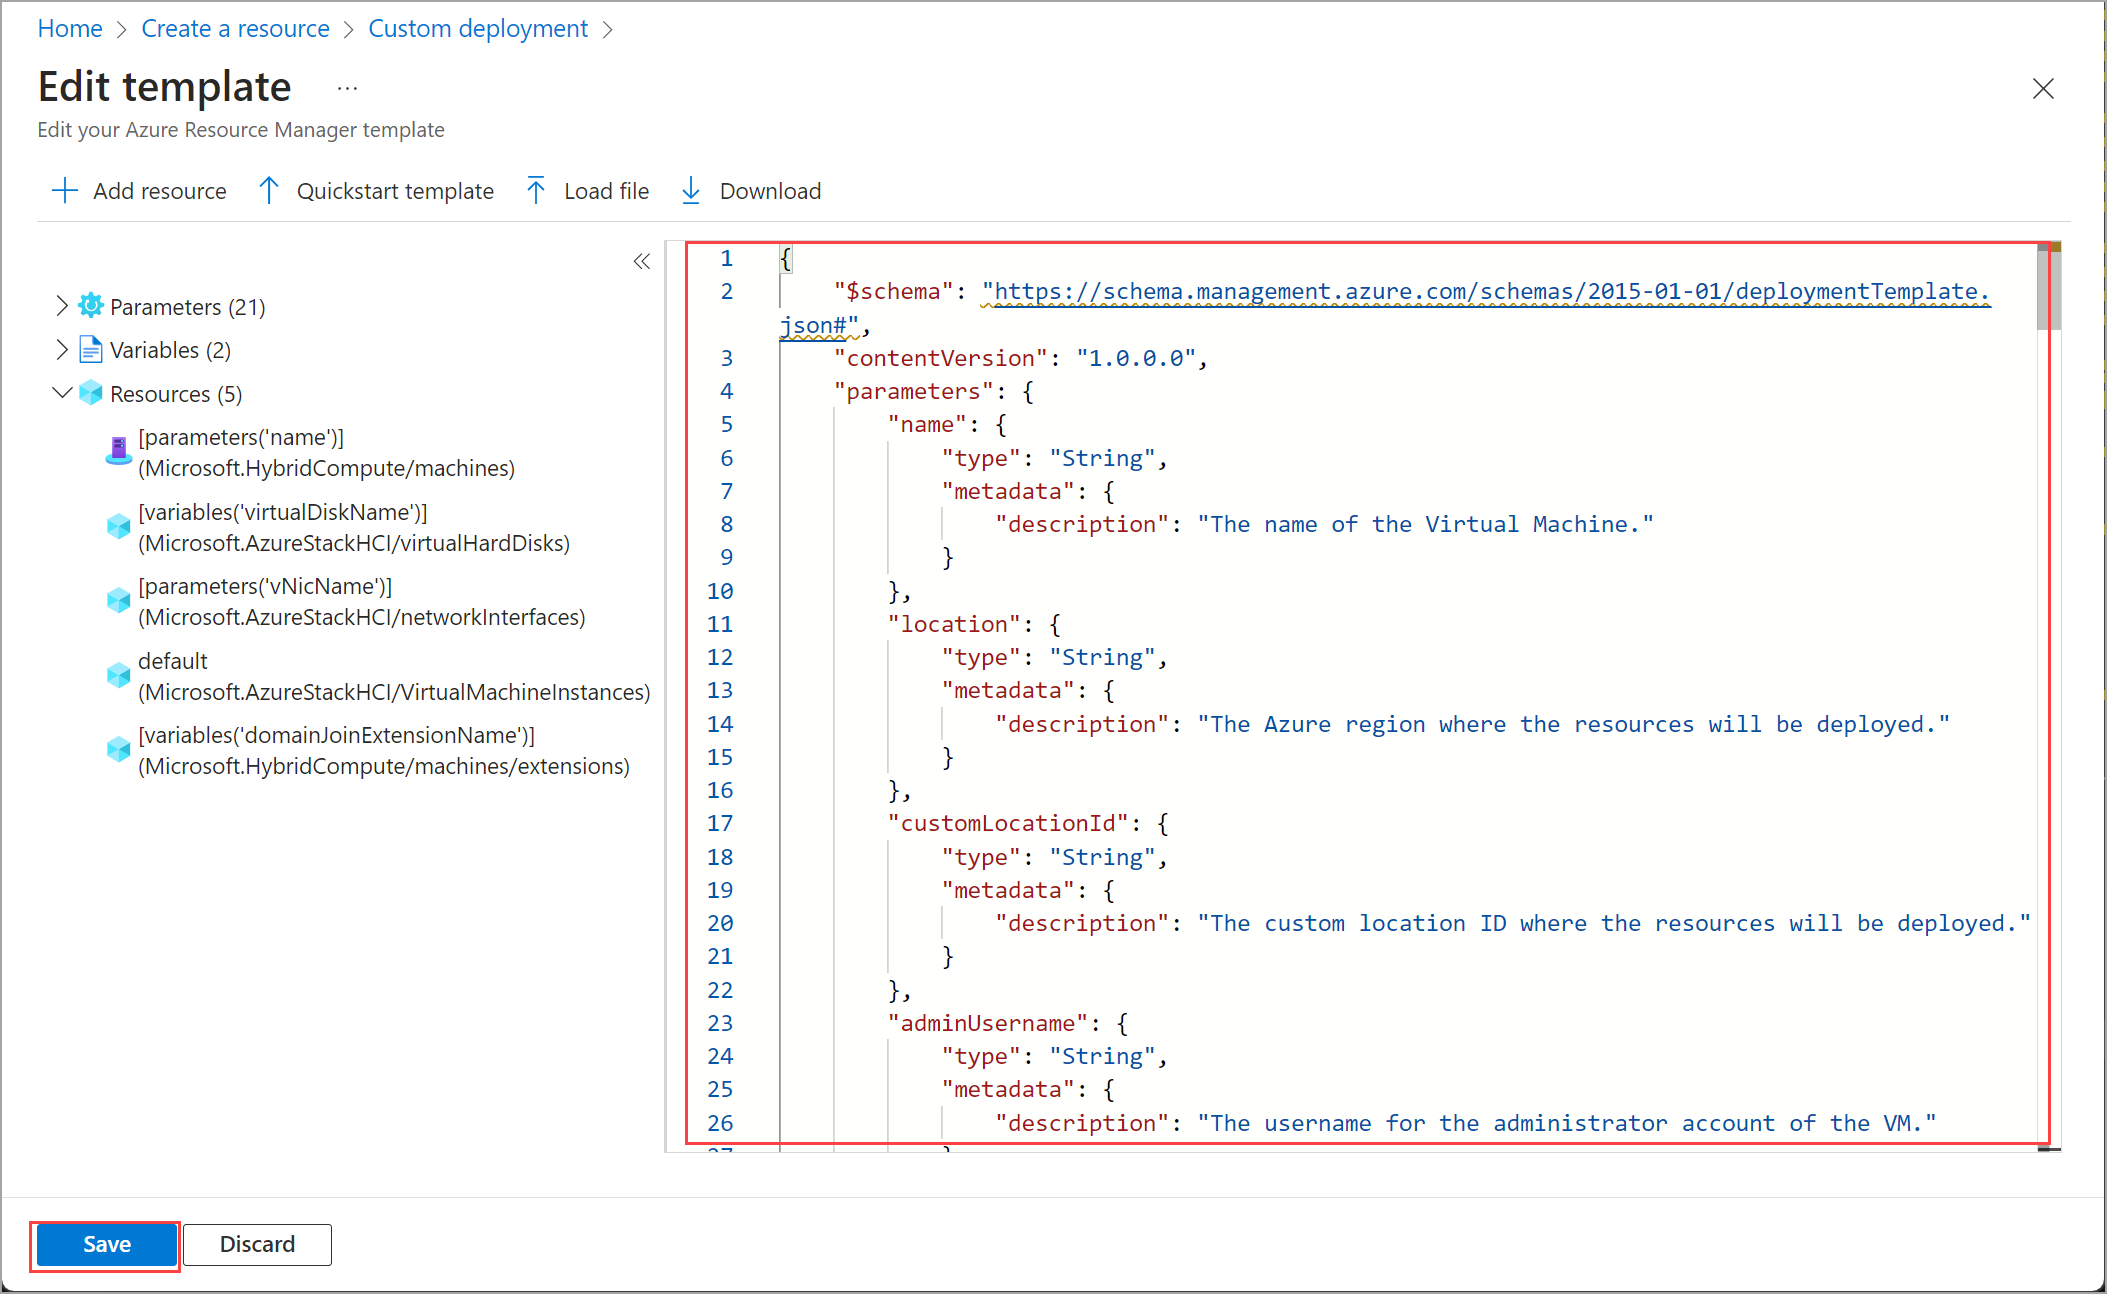 Home > Create a resource > Custom deployment >
Edit template ...
Edit your Azure Resource Manager template
Add resource Quickstart template Load file Download
«
Parameters (21)
Variables (2)
Resources (5)
[parameters('name')]
(Microsoft.HybridCompute/machines)
[variables('virtualDiskName')]
(Microsoft.AzureStackHCI/virtualHardDisks)
[parameters('vNicName')]
(Microsoft.AzureStackHCI/networkInterfaces)
default
(Microsoft.AzureStackHCI/VirtualMachineInstances)
[variables('domainJoinExtensionName')]
(Microsoft.HybridCompute/machines/extensions)
1 {
2 "$schema": "https://schema.management.azure.com/schemas/2015-01-01/deploymentTemplate.
json#",
3 "contentVersion": "1.0.0.0",
4 "parameters": {
5 "name": {
6 "type": "String",
7 "metadata": {
8 "description": "The name of the Virtual Machine."
9 }
10 },
11 "location": {
12 "type": "String",
13 "metadata": {
14 "description": "The Azure region where the resources will be deployed."
15 }
16 },
17 "customLocationId": {
18 "type": "String",
19 "metadata": {
20 "description": "The custom location ID where the resources will be deployed."
21 }
22 },
23 "adminUsername": {
24 "type": "String",
25 "metadata": {
26 "description": "The username for the administrator account of the VM."
27 }
Save Discard